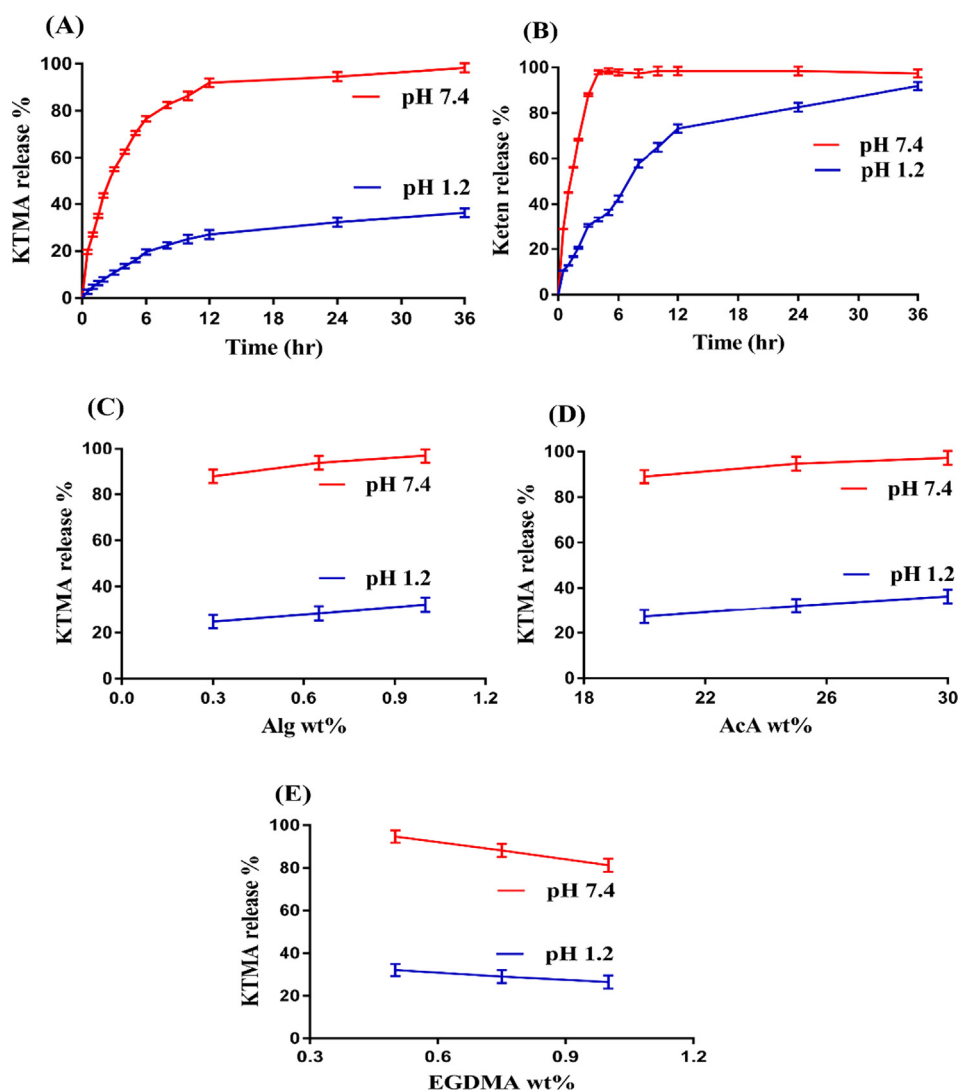 (A)
KTMA release %
100
80
60
40
20
0
0 6 12 18 24 30 36
Time (hr)
pH 7.4
pH 1.2
(B)
Keten release %
100
80
60
40
20
0
0 6 12 18 24 30 36
Time (hr)
pH 7.4
pH 1.2
(C)
KTMA release %
100
80
60
40
20
0
0.0 0.3 0.6 0.9 1.2
Alg wt%
pH 7.4
pH 1.2
(D)
KTMA release %
100
80
60
40
20
0
18 22 26 30
AcA wt%
pH 7.4
pH 1.2
(E)
KTMA release %
100
80
60
40
20
0
0.3 0.6 0.9 1.2
EGDMA wt%
pH 7.4
pH 1.2